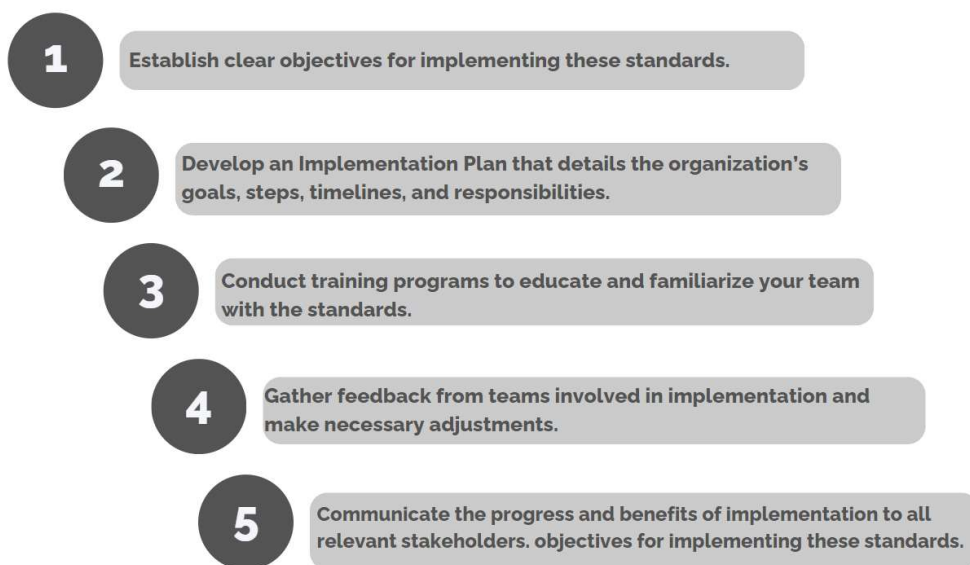 1
Establish clear objectives for implementing these standards.
2
Develop an Implementation Plan that details the organization's
goals, steps, timelines, and responsibilities.
3
Conduct training programs to educate and familiarize your team
with the standards.
4
Gather feedback from teams involved in implementation and
make necessary adjustments.
5
Communicate the progress and benefits of implementation to all
relevant stakeholders. objectives for implementing these standards.